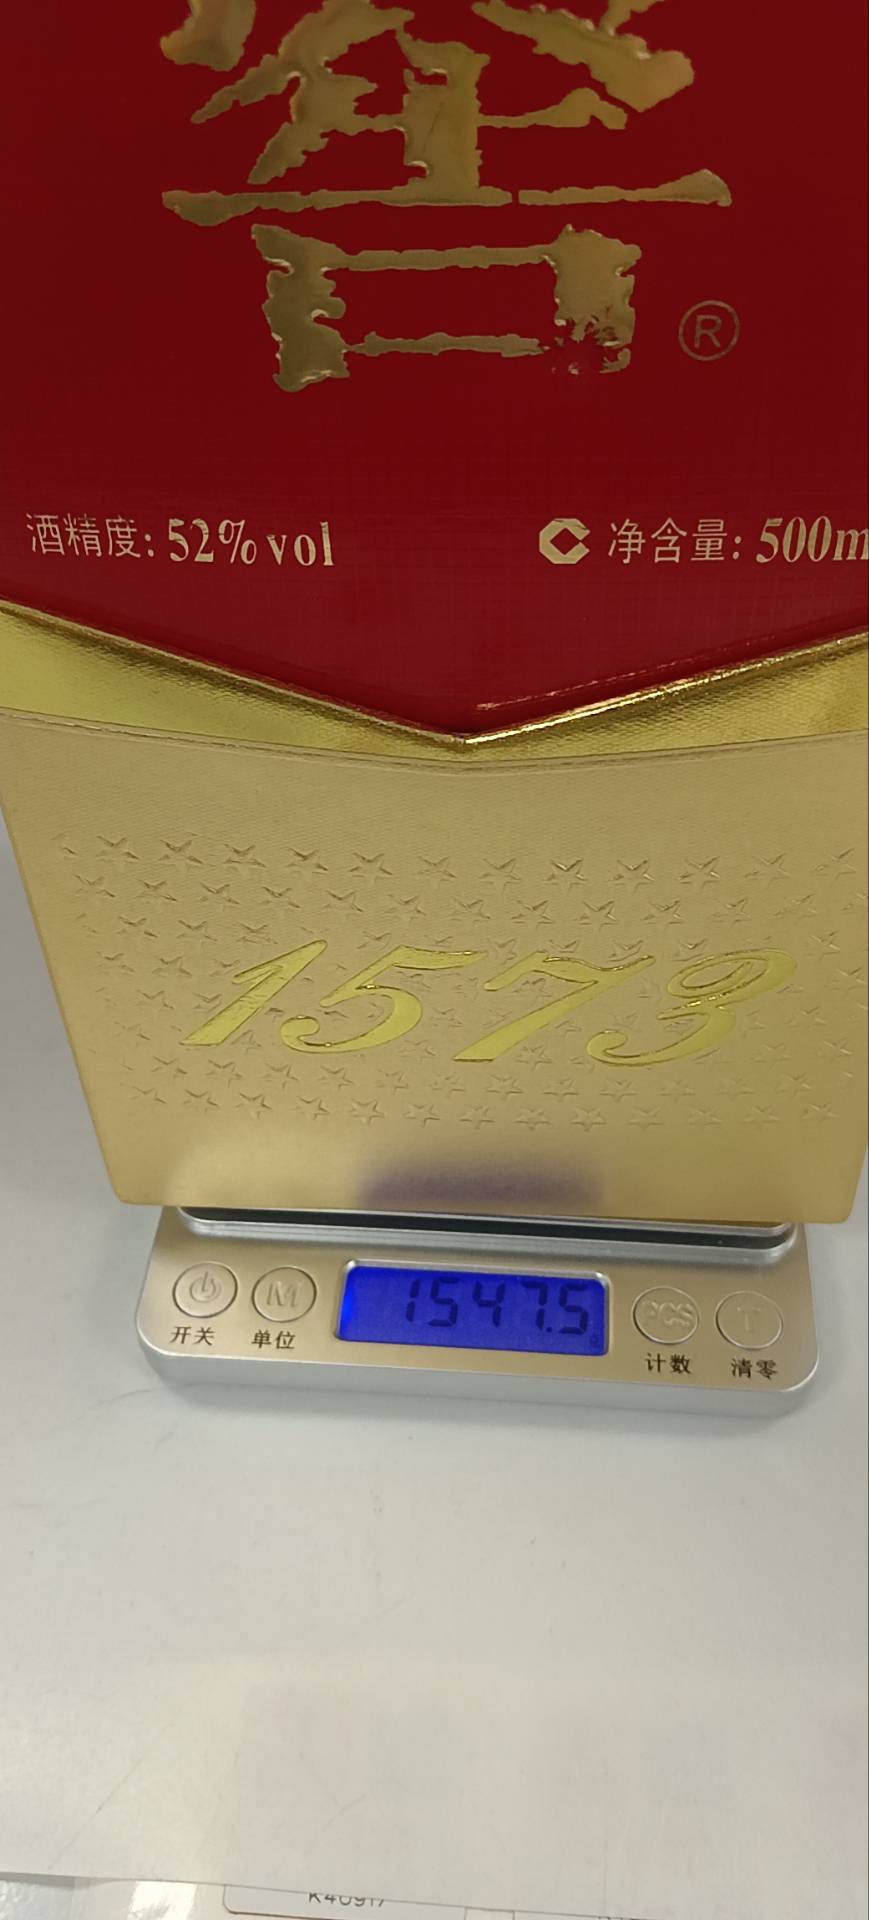 窖
®
酒精度: 52%vol
C 净含量: 500m
1573
1547.5
M PCS T
开关 单位 计数 清零